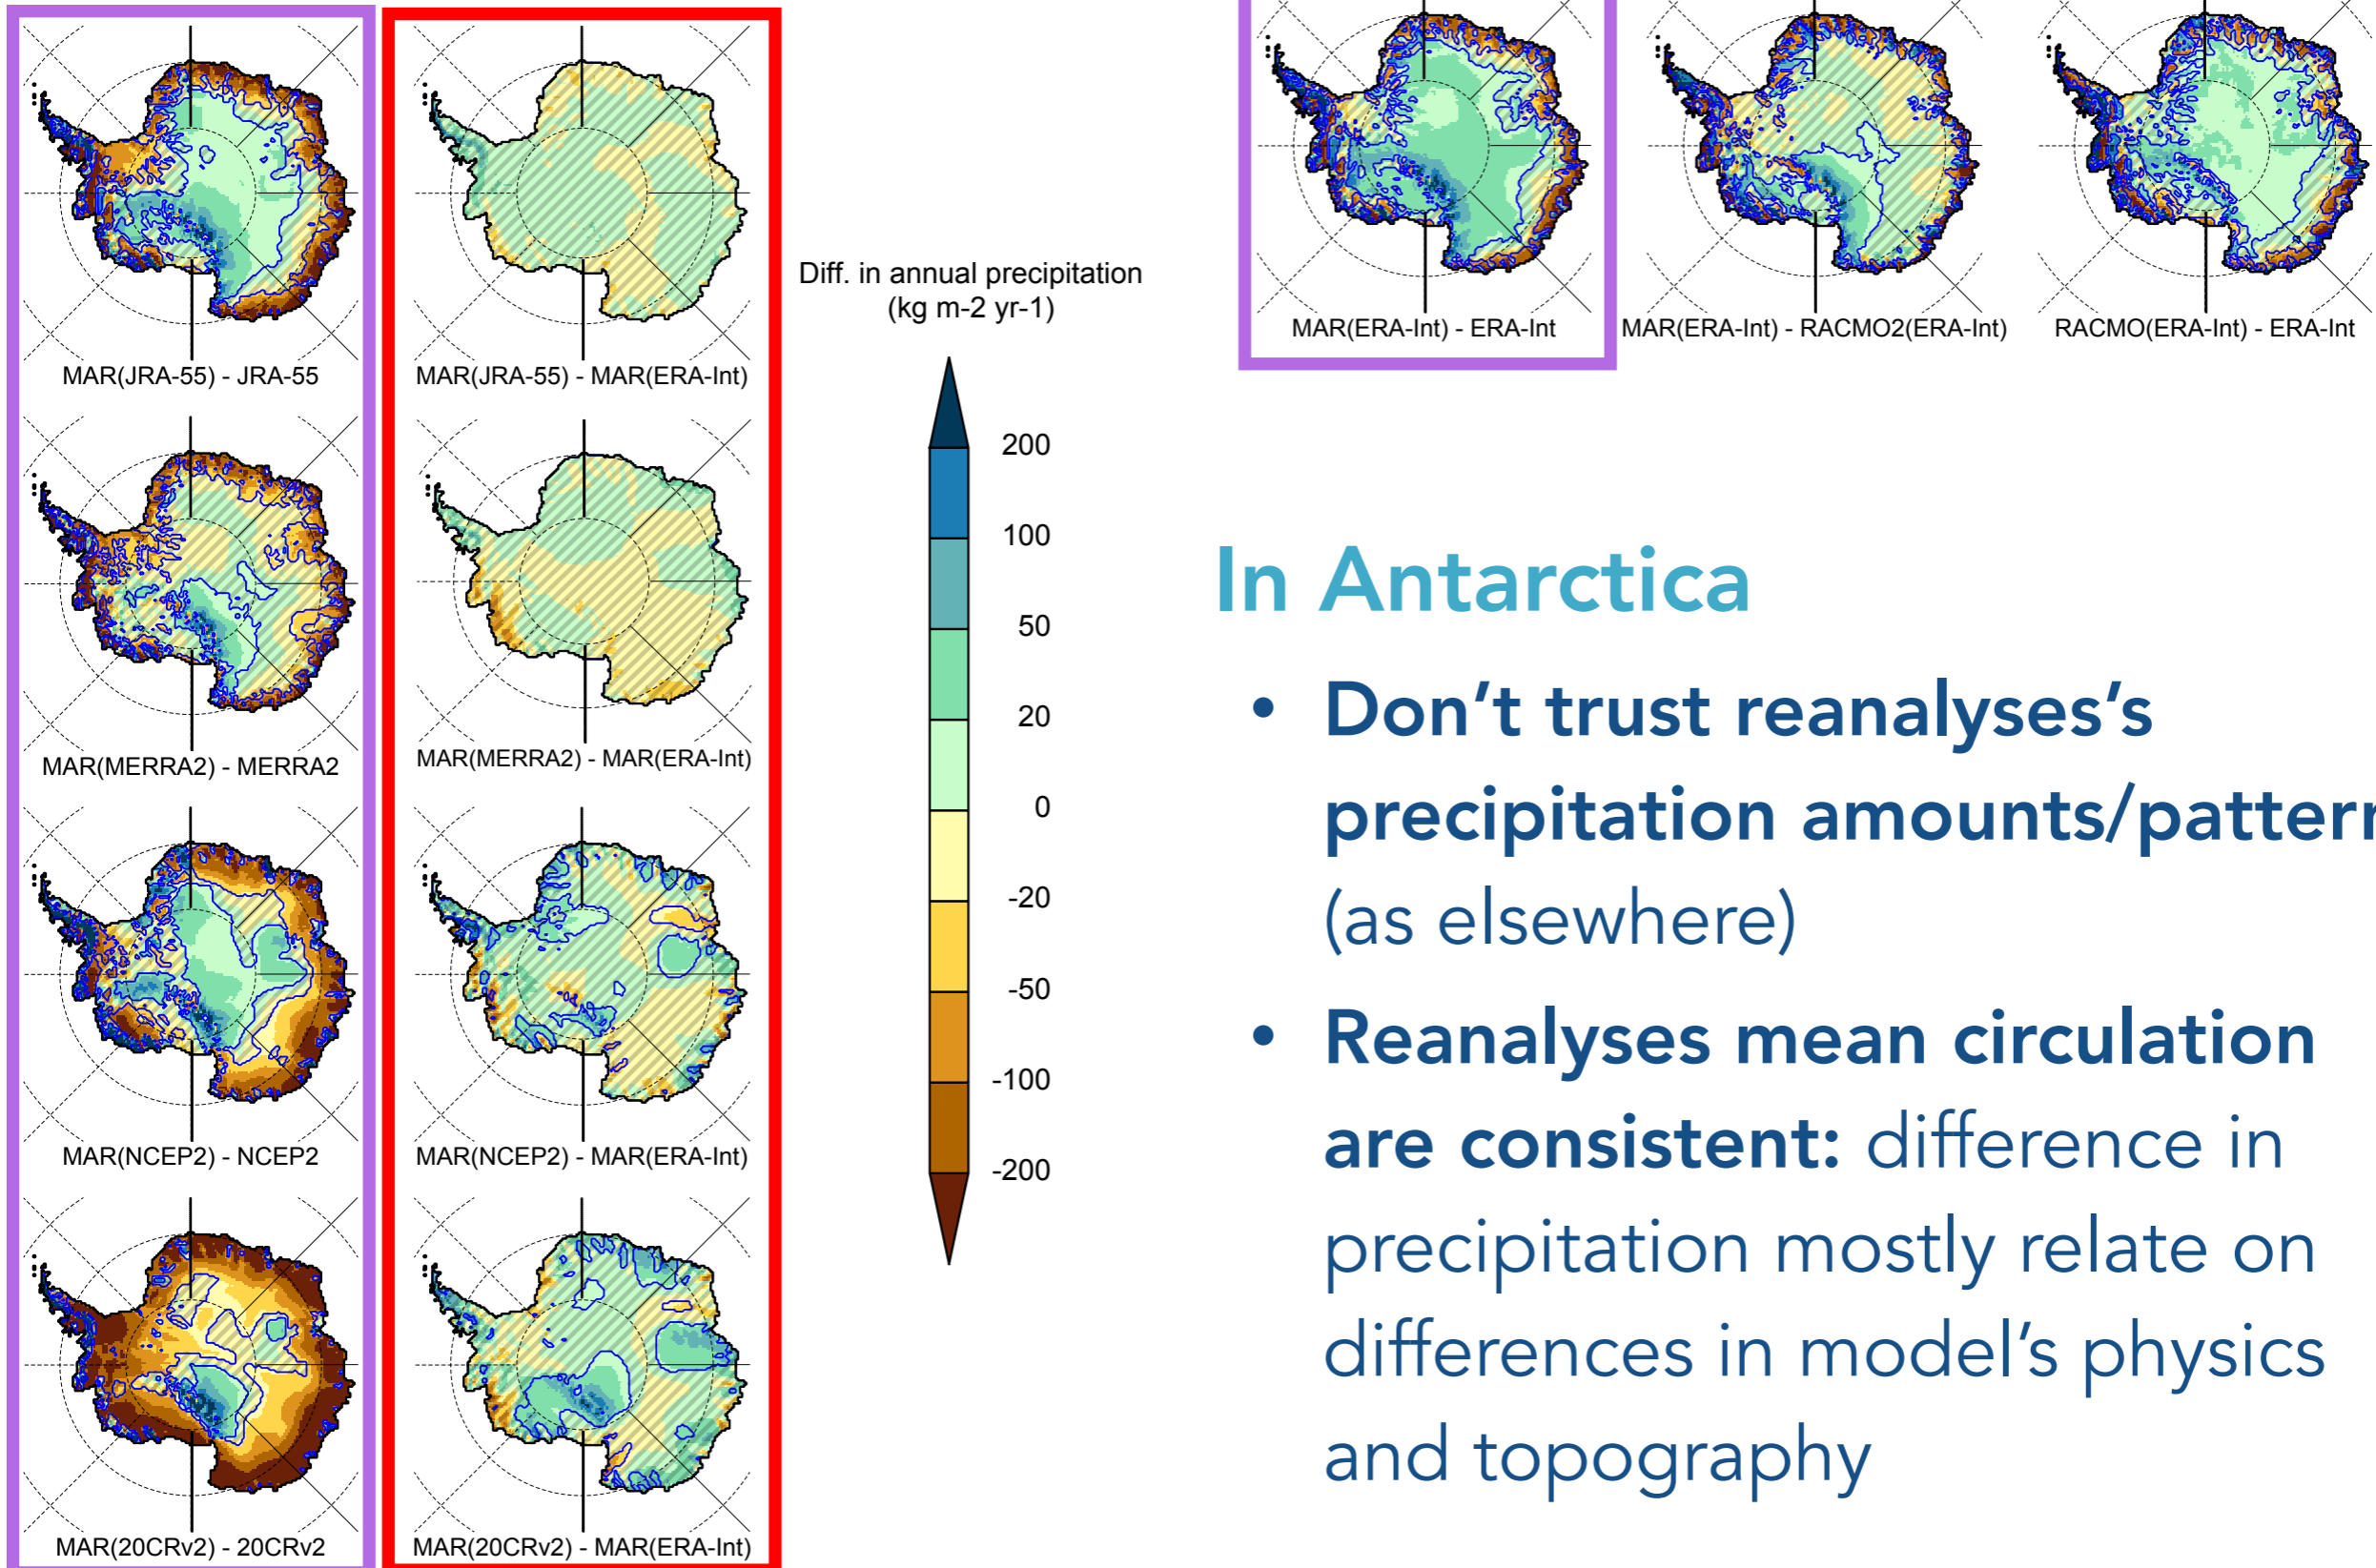 MAR(JRA-55) - JRA-55
MAR(JRA-55) - MAR(ERA-Int)
MAR(MERRA2) - MERRA2
MAR(MERRA2) - MAR(ERA-Int)
MAR(NCEP2) - NCEP2
MAR(NCEP2) - MAR(ERA-Int)
MAR(20CRv2) - 20CRv2
MAR(20CRv2) - MAR(ERA-Int)
Diff. in annual precipitation
(kg m-2 yr-1)
200
100
50
20
0
-20
-50
-100
-200
MAR(ERA-Int) - ERA-Int
MAR(ERA-Int) - RACMO2(ERA-Int)
RACMO(ERA-Int) - ERA-Int
In Antarctica
• Don’t trust reanalyses’s
precipitation amounts/pattern
(as elsewhere)
• Reanalyses mean circulation
are consistent: difference in
precipitation mostly relate on
differences in model’s physics
and topography